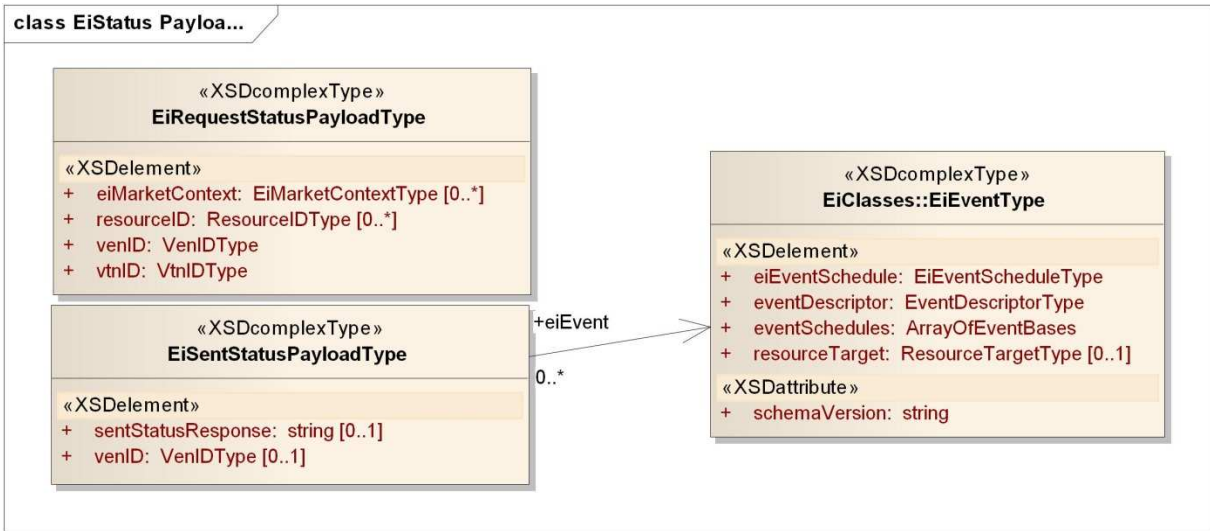 class EiStatus Payloa...
«XSDcomplexType»
EiRequestStatusPayloadType
«XSDelement»
+ eiMarketContext: EiMarketContextType [0..*]
+ resourceID: ResourceIDType [0..*]
+ venID: VenIDType
+ vtnID: VtnIDType
«XSDcomplexType»
EiSentStatusPayloadType
«XSDelement»
+ sentStatusResponse: string [0..1]
+ venID: VenIDType [0..1]
+eiEvent
0..*
«XSDcomplexType»
EiClasses::EiEventType
«XSDelement»
+ eiEventSchedule: EiEventScheduleType
+ eventDescriptor: EventDescriptorType
+ eventSchedules: ArrayOfEventBases
+ resourceTarget: ResourceTargetType [0..1]
«XSDattribute»
+ schemaVersion: string